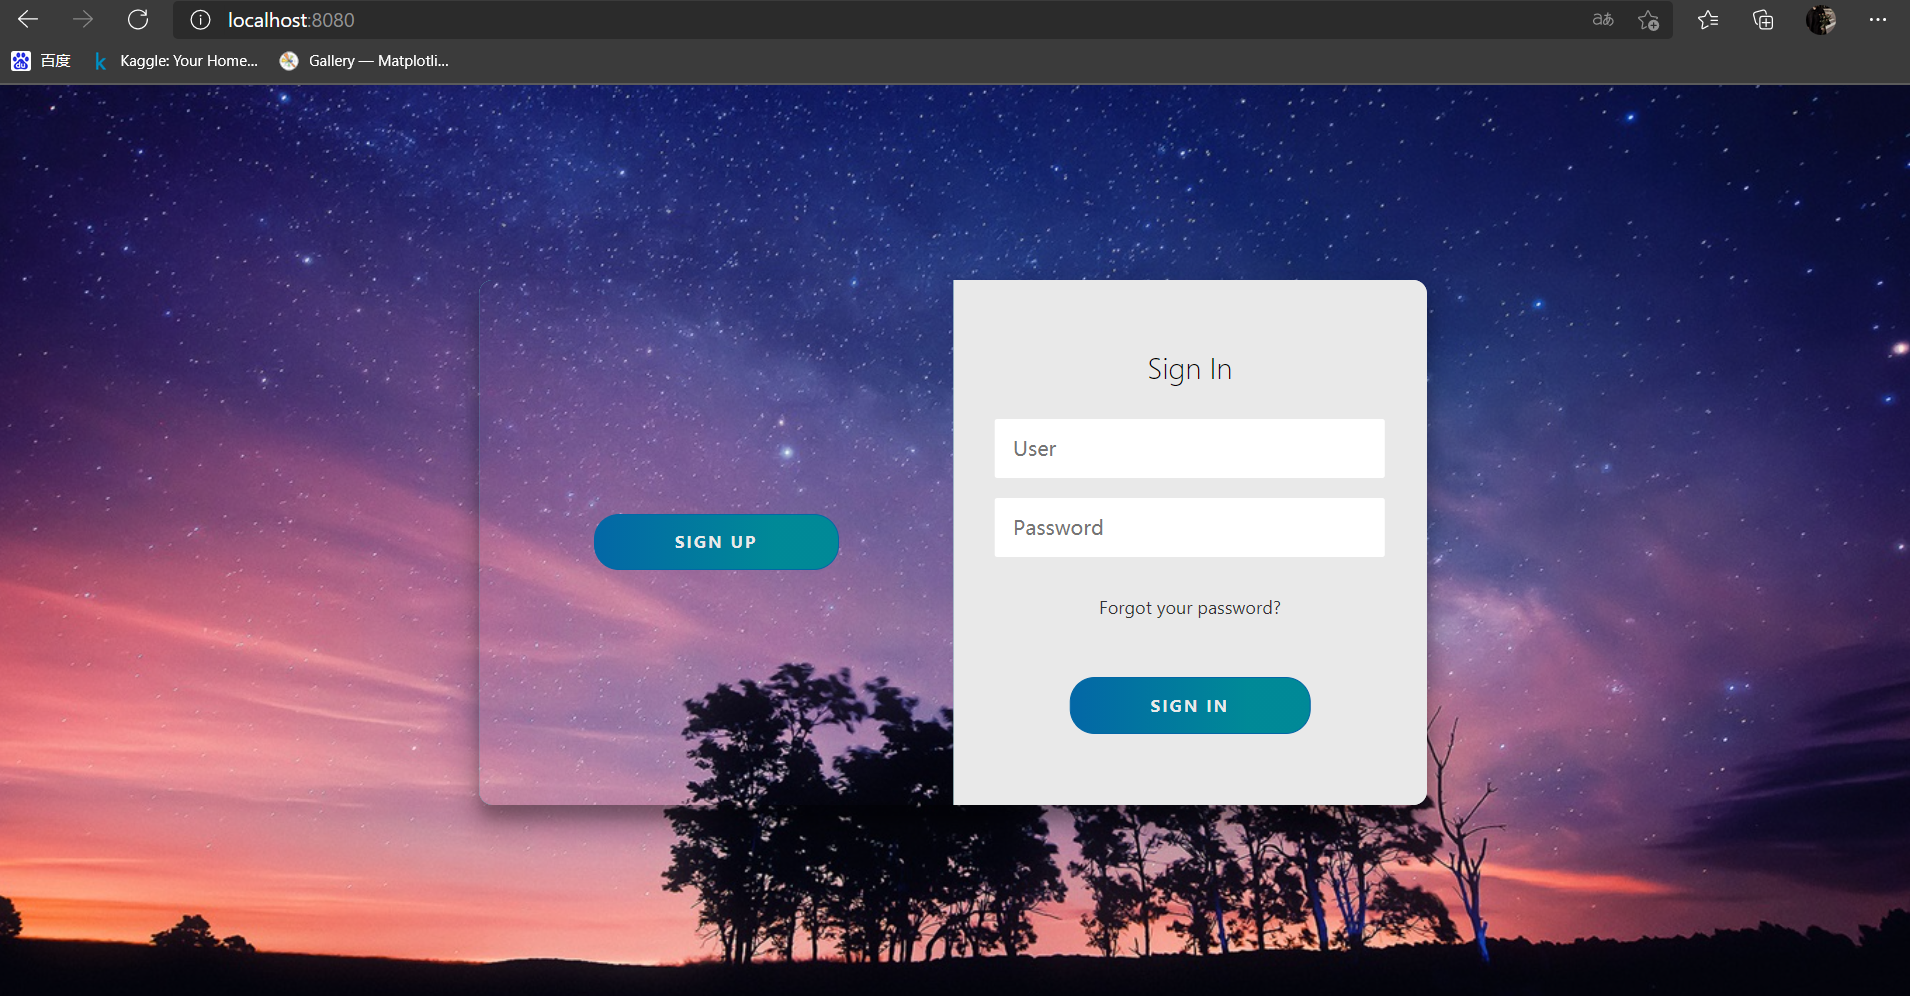 localhost:8080
aあ
百度
k Kaggle: Your Home...
Gallery — Matplotli...
Sign In
User
Password
SIGN UP
Forgot your password?
SIGN IN